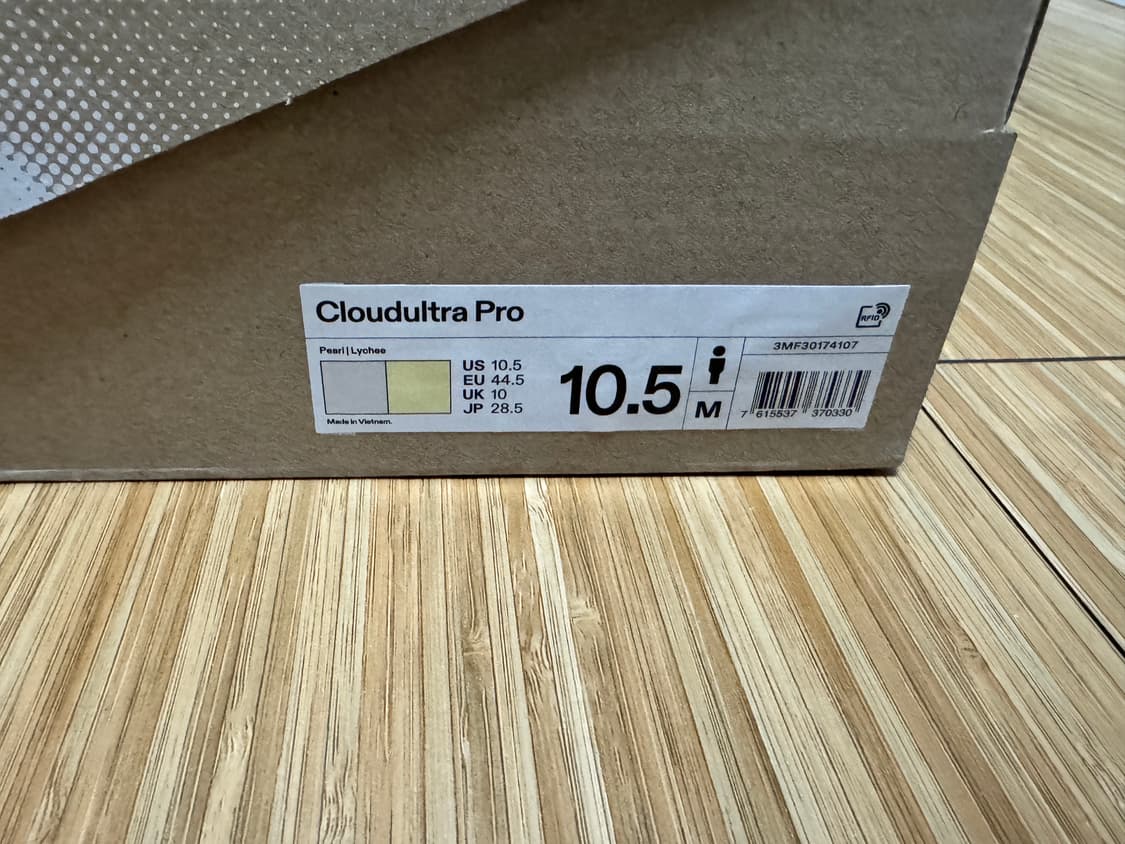 Cloudultra Pro
RFID
Pearl | Lychee
US 10.5
EU 44.5
UK 10
JP 28.5
Made in Vietnam.
10.5
M
3MF30174107
7 615537 370330